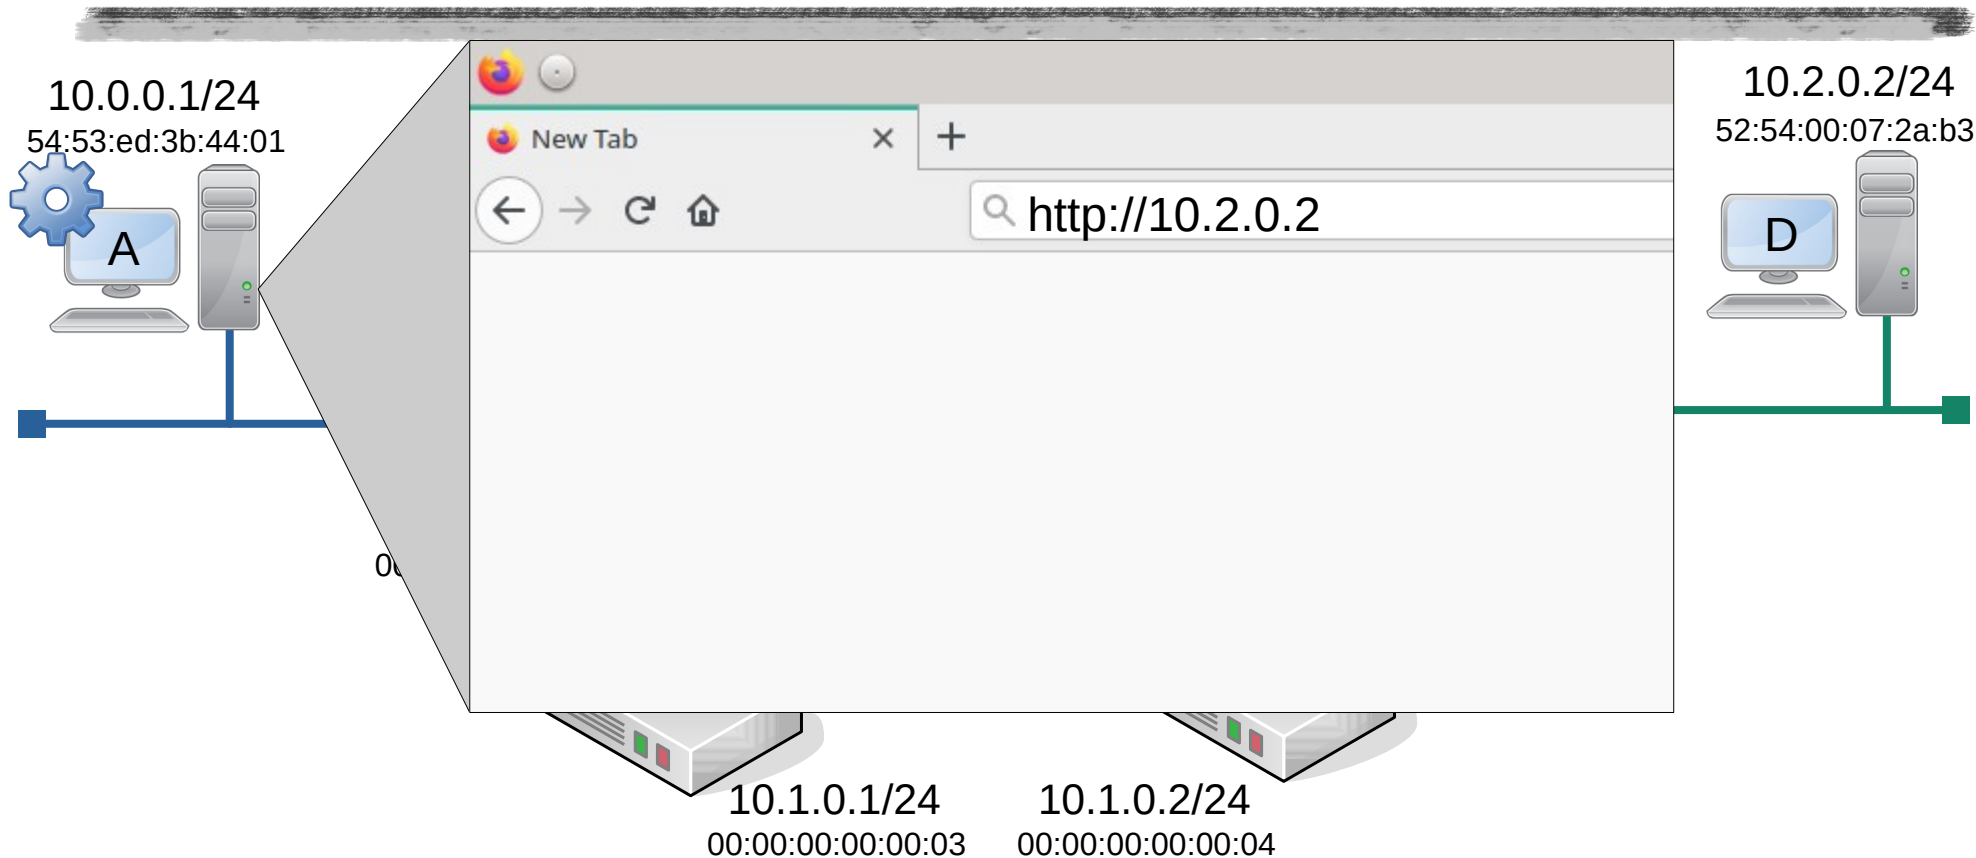 10.0.0.1/24
54:53:ed:3b:44:01
A
New Tab
http://10.2.0.2
10.2.0.2/24
52:54:00:07:2a:b3
D
10.1.0.1/24
00:00:00:00:00:03
10.1.0.2/24
00:00:00:00:00:04